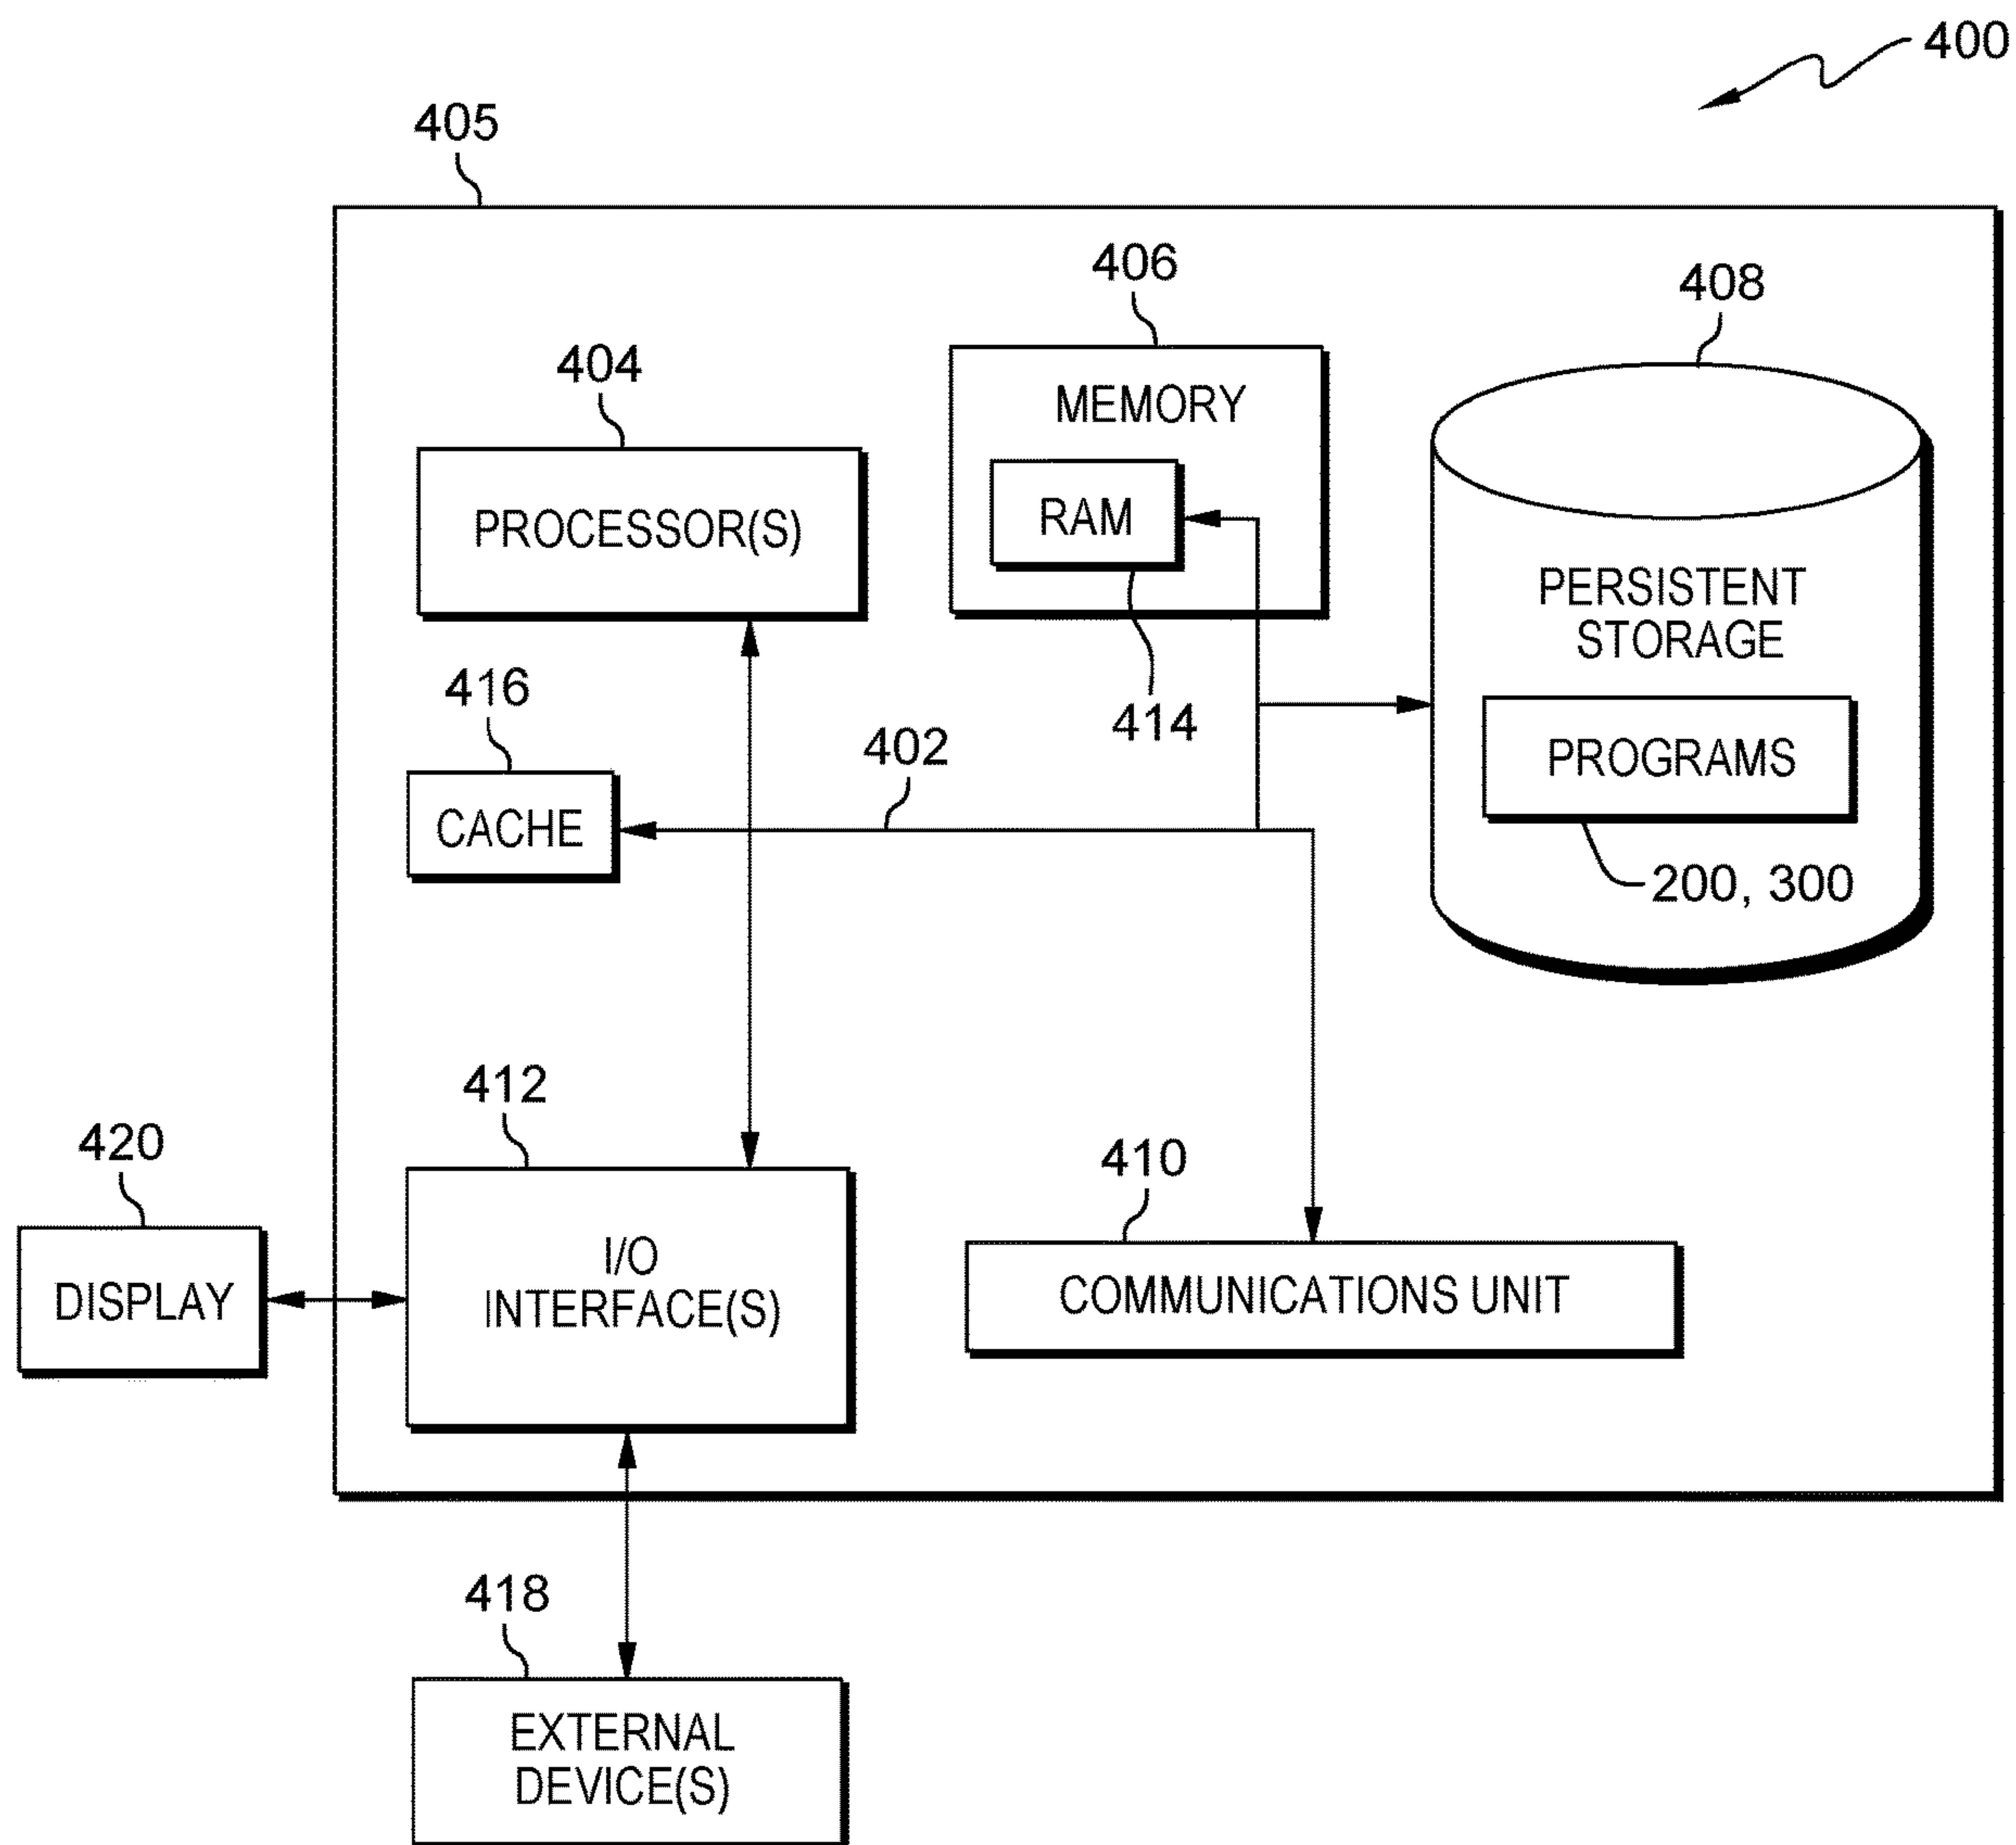 400
405
406
408
404
MEMORY
PROCESSOR(S)
RAM
PERSISTENT
STORAGE
416
414
402
PROGRAMS
CACHE
200, 300
412
420
410
I/O
INTERFACE(S)
DISPLAY
COMMUNICATIONS UNIT
418
EXTERNAL
DEVICE(S)